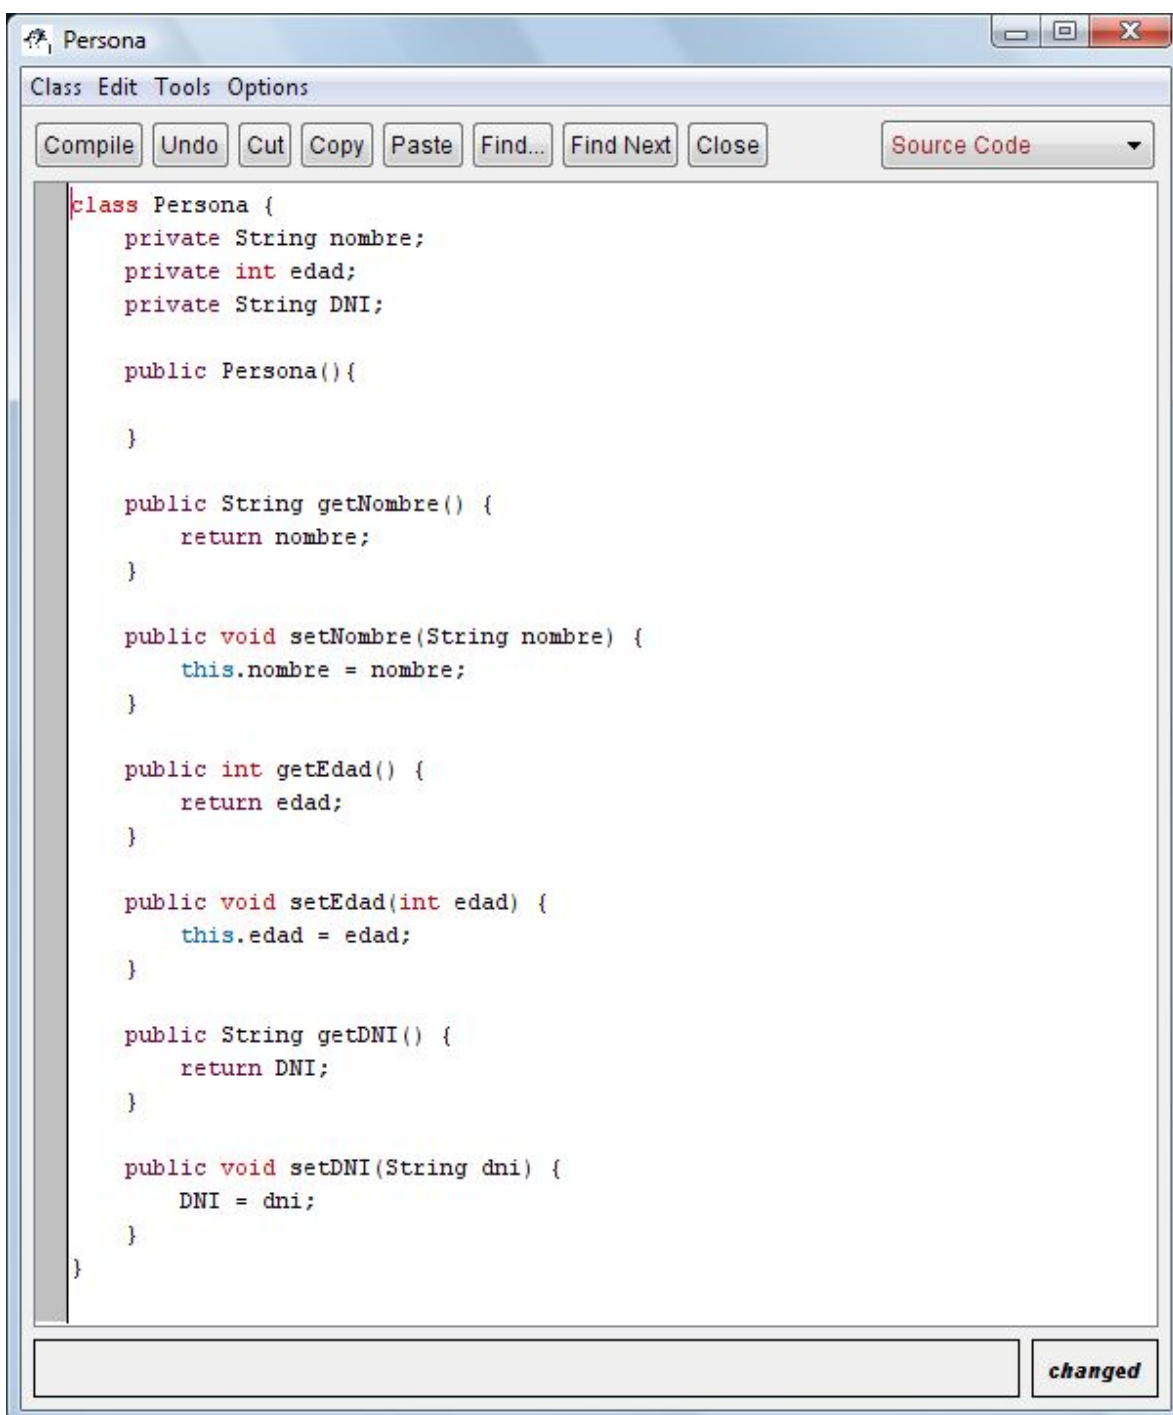 Persona
Class Edit Tools Options
Compile Undo Cut Copy Paste Find... Find Next Close Source Code
class Persona {
    private String nombre;
    private int edad;
    private String DNI;
    public Persona(){
    }
    public String getNombre() {
        return nombre;
    }
    public void setNombre(String nombre) {
        this.nombre = nombre;
    }
    public int getEdad() {
        return edad;
    }
    public void setEdad(int edad) {
        this.edad = edad;
    }
    public String getDNI() {
        return DNI;
    }
    public void setDNI(String dni) {
        DNI = dni;
    }
}
changed